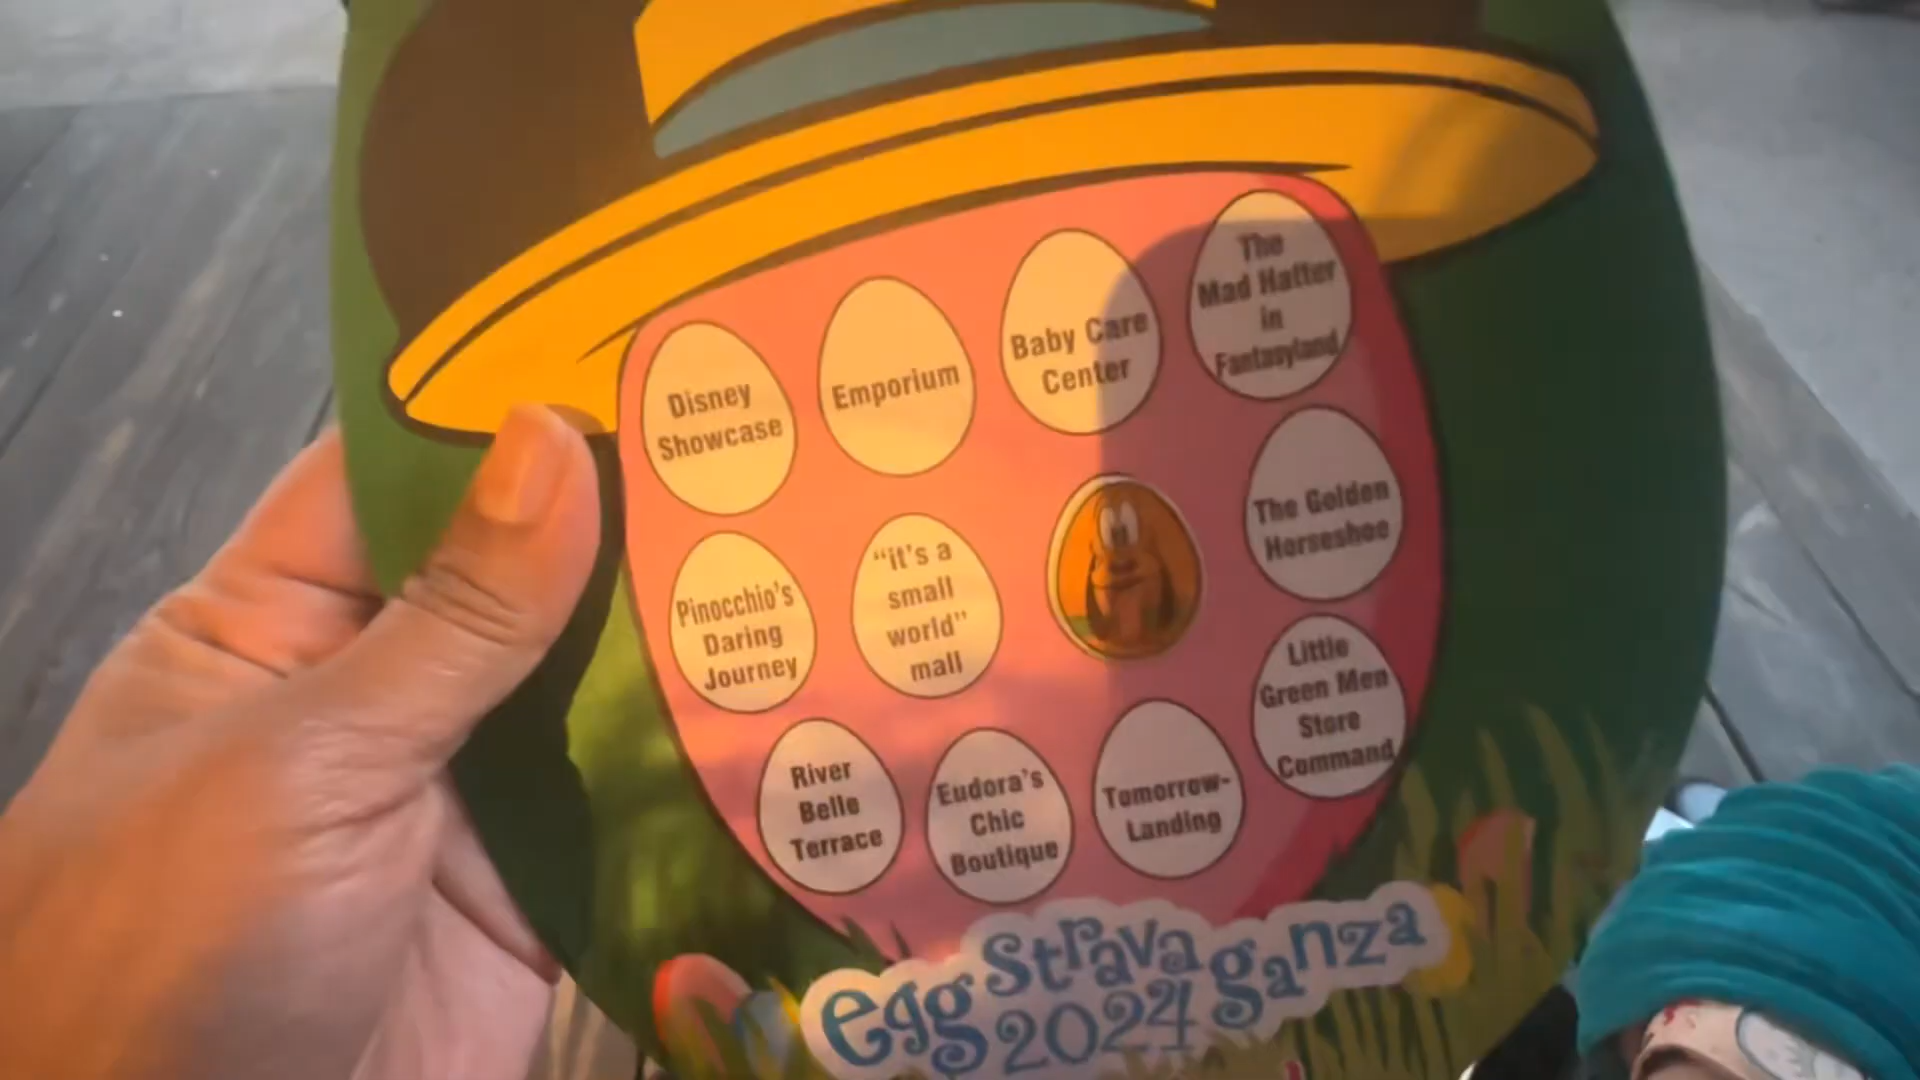 Disney
Showcase
Emporium
Baby Care
Center
The
Mad Hatter
in
Fantasyland
The Golden
Horseshoe
Pinocchio's
Daring
Journey
"it's a
small
world"
mall
Little
Green Men
Store
Command
River
Belle
Terrace
Eudora's
Chic
Boutique
Tomorrow-
Landing
eggstravaganza
2024